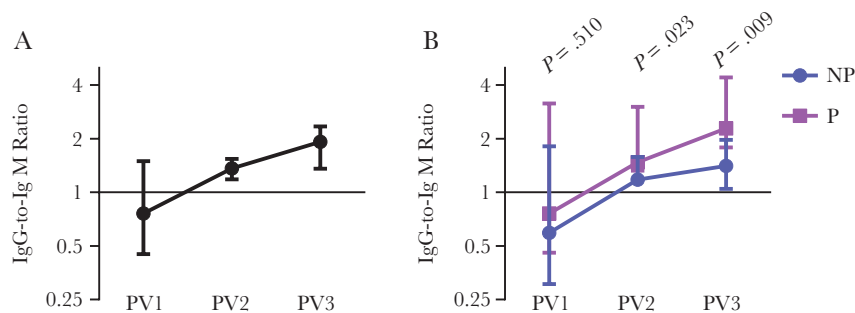 A
IgG-to-Ig M Ratio
4
2
1
0.5
0.25
PV1 PV2 PV3
B
P = .510 P = .023 P = .009
IgG-to-Ig M Ratio
4
2
1
0.5
0.25
PV1 PV2 PV3
NP
P